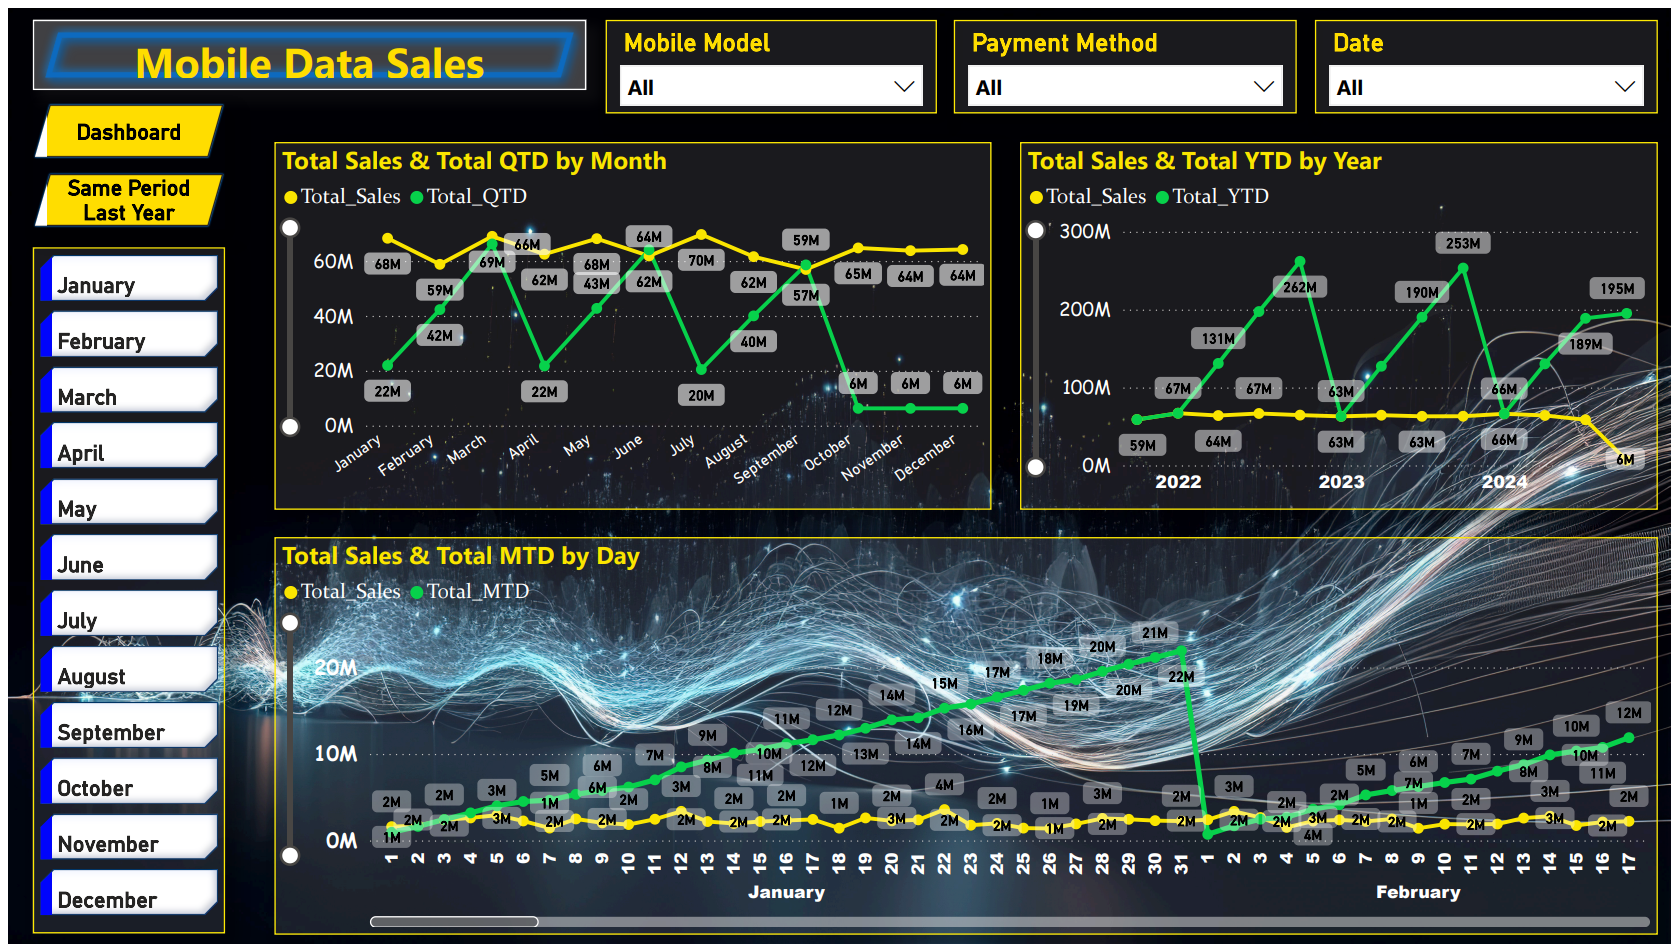 Mobile Data Sales
Mobile Model
All
Payment Method
All
Date
All
Dashboard
Same Period
Last Year
January
February
March
April
May
June
July
August
September
October
November
December
Total Sales & Total QTD by Month
Total_Sales Total_QTD
60M
40M
20M
0M
68M 59M 69M 62M 68M 62M 70M 62M 57M 65M 64M 64M
22M 42M 66M 22M 43M 64M 20M 40M 59M 6M 6M 6M
January February March April May June July August September October November December
Total Sales & Total YTD by Year
Total_Sales Total_YTD
300M
200M
100M
0M
67M 131M 262M 63M 190M 253M 66M 189M 195M
59M 64M 67M 63M 63M 66M 6M
2022 2023 2024
Total Sales & Total MTD by Day
Total_Sales Total_MTD
20M
10M
0M
1M 2M 3M 5M 6M 6M 7M 8M 9M 11M 10M 11M 12M 12M 13M 14M 14M 15M 16M 17M 17M 18M 19M 20M 20M 21M 22M 2M 4M 5M 6M 7M 7M 8M 9M 10M 10M 11M 12M
2M 2M 2M 3M 1M 2M 2M 3M 2M 2M 2M 2M 2M 1M 2M 2M 4M 2M 2M 2M 1M 1M 2M 3M 2M 2M 2M 3M 2M 2M 3M 2M 2M 2M 1M 2M 2M 3M 3M 2M 2M
1 2 3 4 5 6 7 8 9 10 11 12 13 14 15 16 17 18 19 20 21 22 23 24 25 26 27 28 29 30 31 1 2 3 4 5 6 7 8 9 10 11 12 13 14 15 16 17
January February